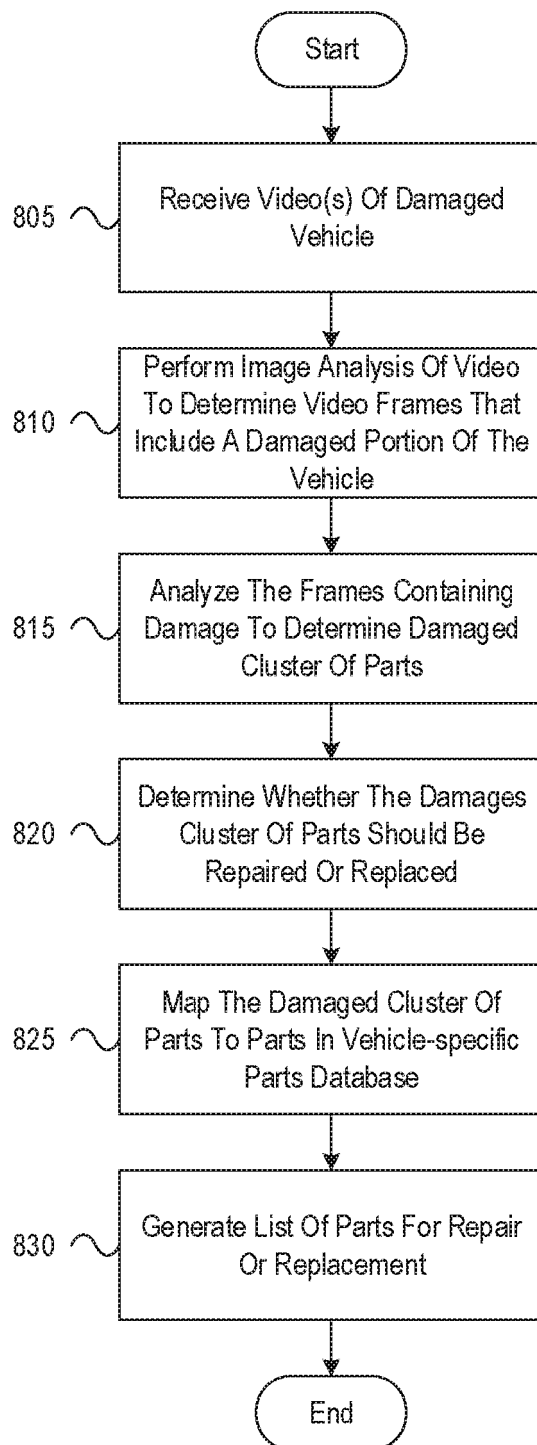 Start
805
Receive Video(s) Of Damaged
Vehicle
810
Perform Image Analysis Of Video
To Determine Video Frames That
Include A Damaged Portion Of The
Vehicle
815
Analyze The Frames Containing
Damage To Determine Damaged
Cluster Of Parts
820
Determine Whether The Damages
Cluster Of Parts Should Be
Repaired Or Replaced
825
Map The Damaged Cluster Of
Parts To Parts In Vehicle-specific
Parts Database
830
Generate List Of Parts For Repair
Or Replacement
End